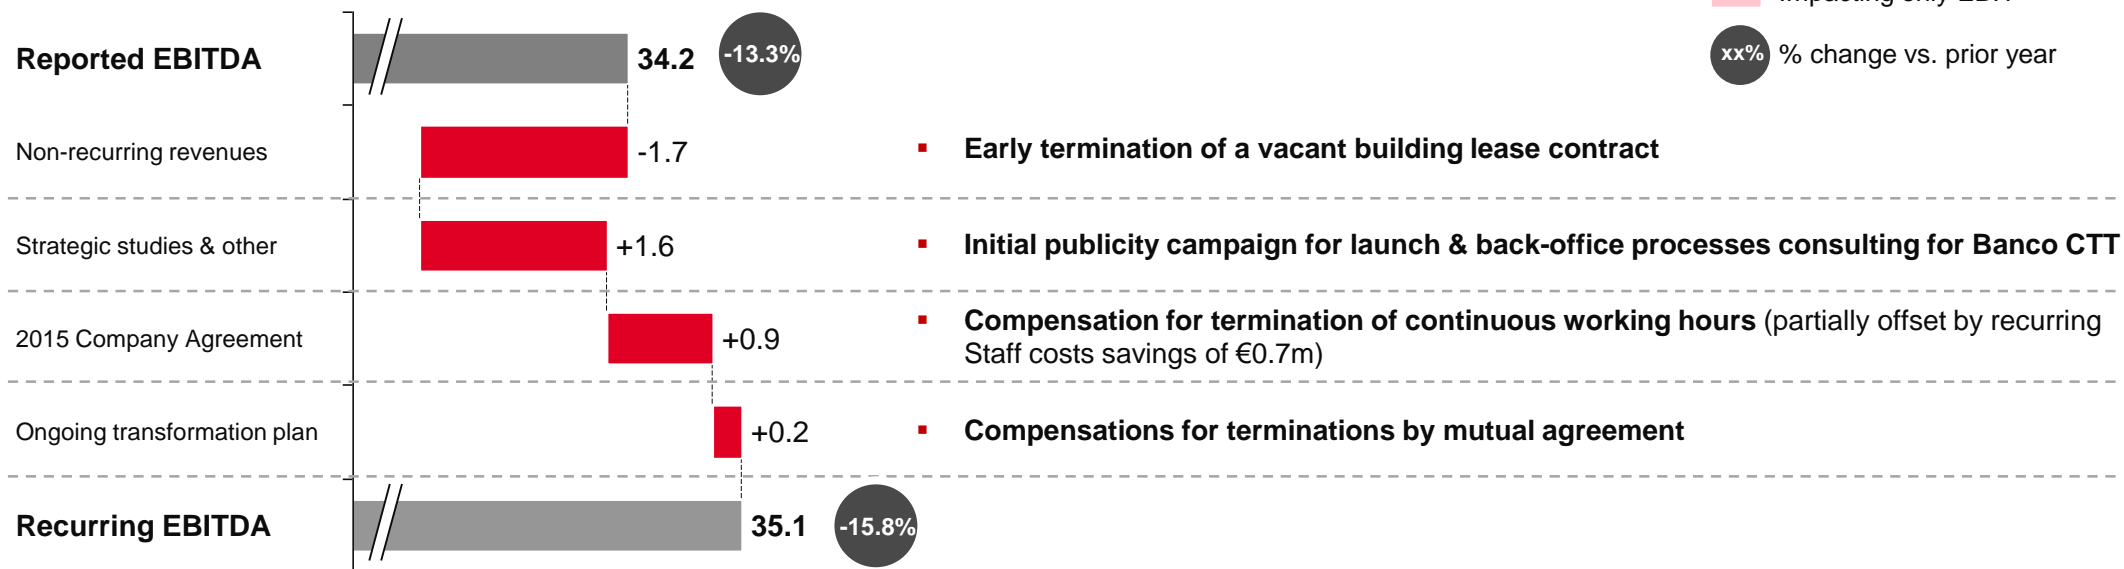 Reported EBITDA
34.2
-13.3%
xx%
% change vs. prior year
Non-recurring revenues
-1.7
▪ Early termination of a vacant building lease contract
Strategic studies & other
+1.6
▪ Initial publicity campaign for launch & back-office processes consulting for Banco CTT
2015 Company Agreement
+0.9
▪ Compensation for termination of continuous working hours (partially offset by recurring
Staff costs savings of €0.7m)
Ongoing transformation plan
+0.2
▪ Compensations for terminations by mutual agreement
Recurring EBITDA
35.1
-15.8%